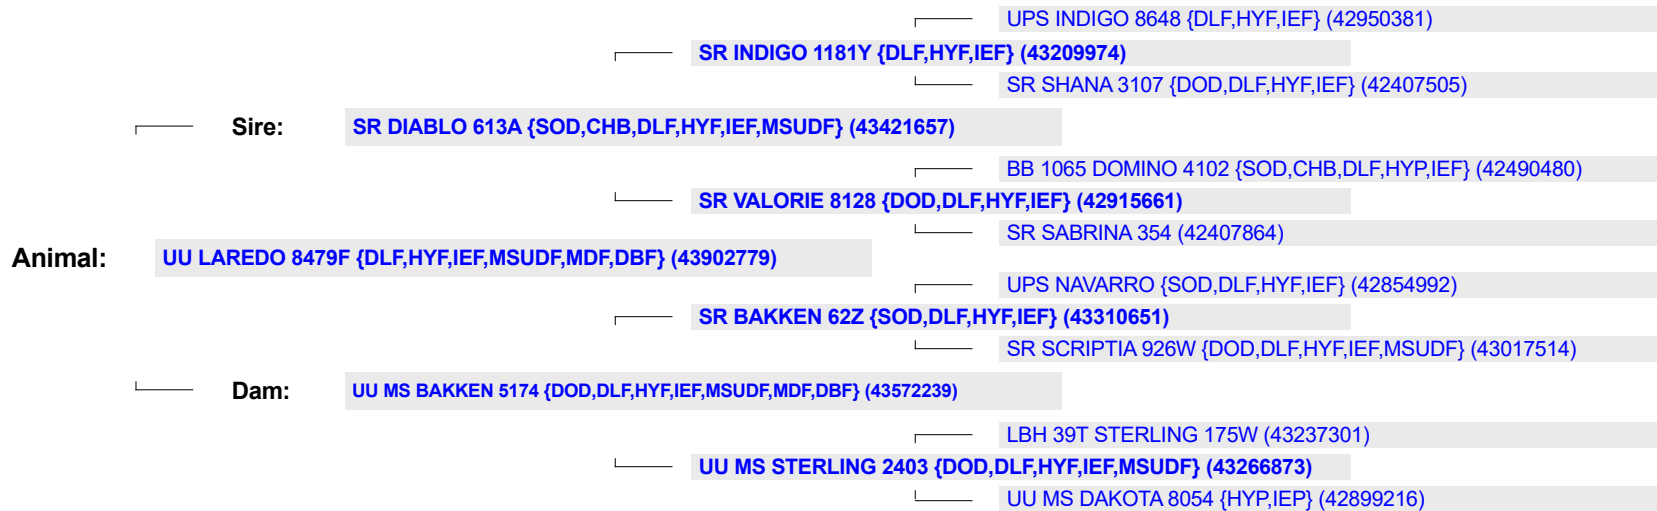 UPS INDIGO 8648 {DLF,HYF,IEF} (42950381)
SR INDIGO 1181Y {DLF,HYF,IEF} (43209974)
SR SHANA 3107 {DOD,DLF,HYF,IEF} (42407505)
Sire: SR DIABLO 613A {SOD,CHB,DLF,HYF,IEF,MSUDF} (43421657)
BB 1065 DOMINO 4102 {SOD,CHB,DLF,HYP,IEF} (42490480)
SR VALORIE 8128 {DOD,DLF,HYF,IEF} (42915661)
SR SABRINA 354 (42407864)
Animal: UU LAREDO 8479F {DLF,HYF,IEF,MSUDF,MDF,DBF} (43902779)
UPS NAVARRO {SOD,DLF,HYF,IEF} (42854992)
SR BAKKEN 62Z {SOD,DLF,HYF,IEF} (43310651)
SR SCRIPTIA 926W {DOD,DLF,HYF,IEF,MSUDF} (43017514)
Dam: UU MS BAKKEN 5174 {DOD,DLF,HYF,IEF,MSUDF,MDF,DBF} (43572239)
LBH 39T STERLING 175W (43237301)
UU MS STERLING 2403 {DOD,DLF,HYF,IEF,MSUDF} (43266873)
UU MS DAKOTA 8054 {HYP,IEP} (42899216)